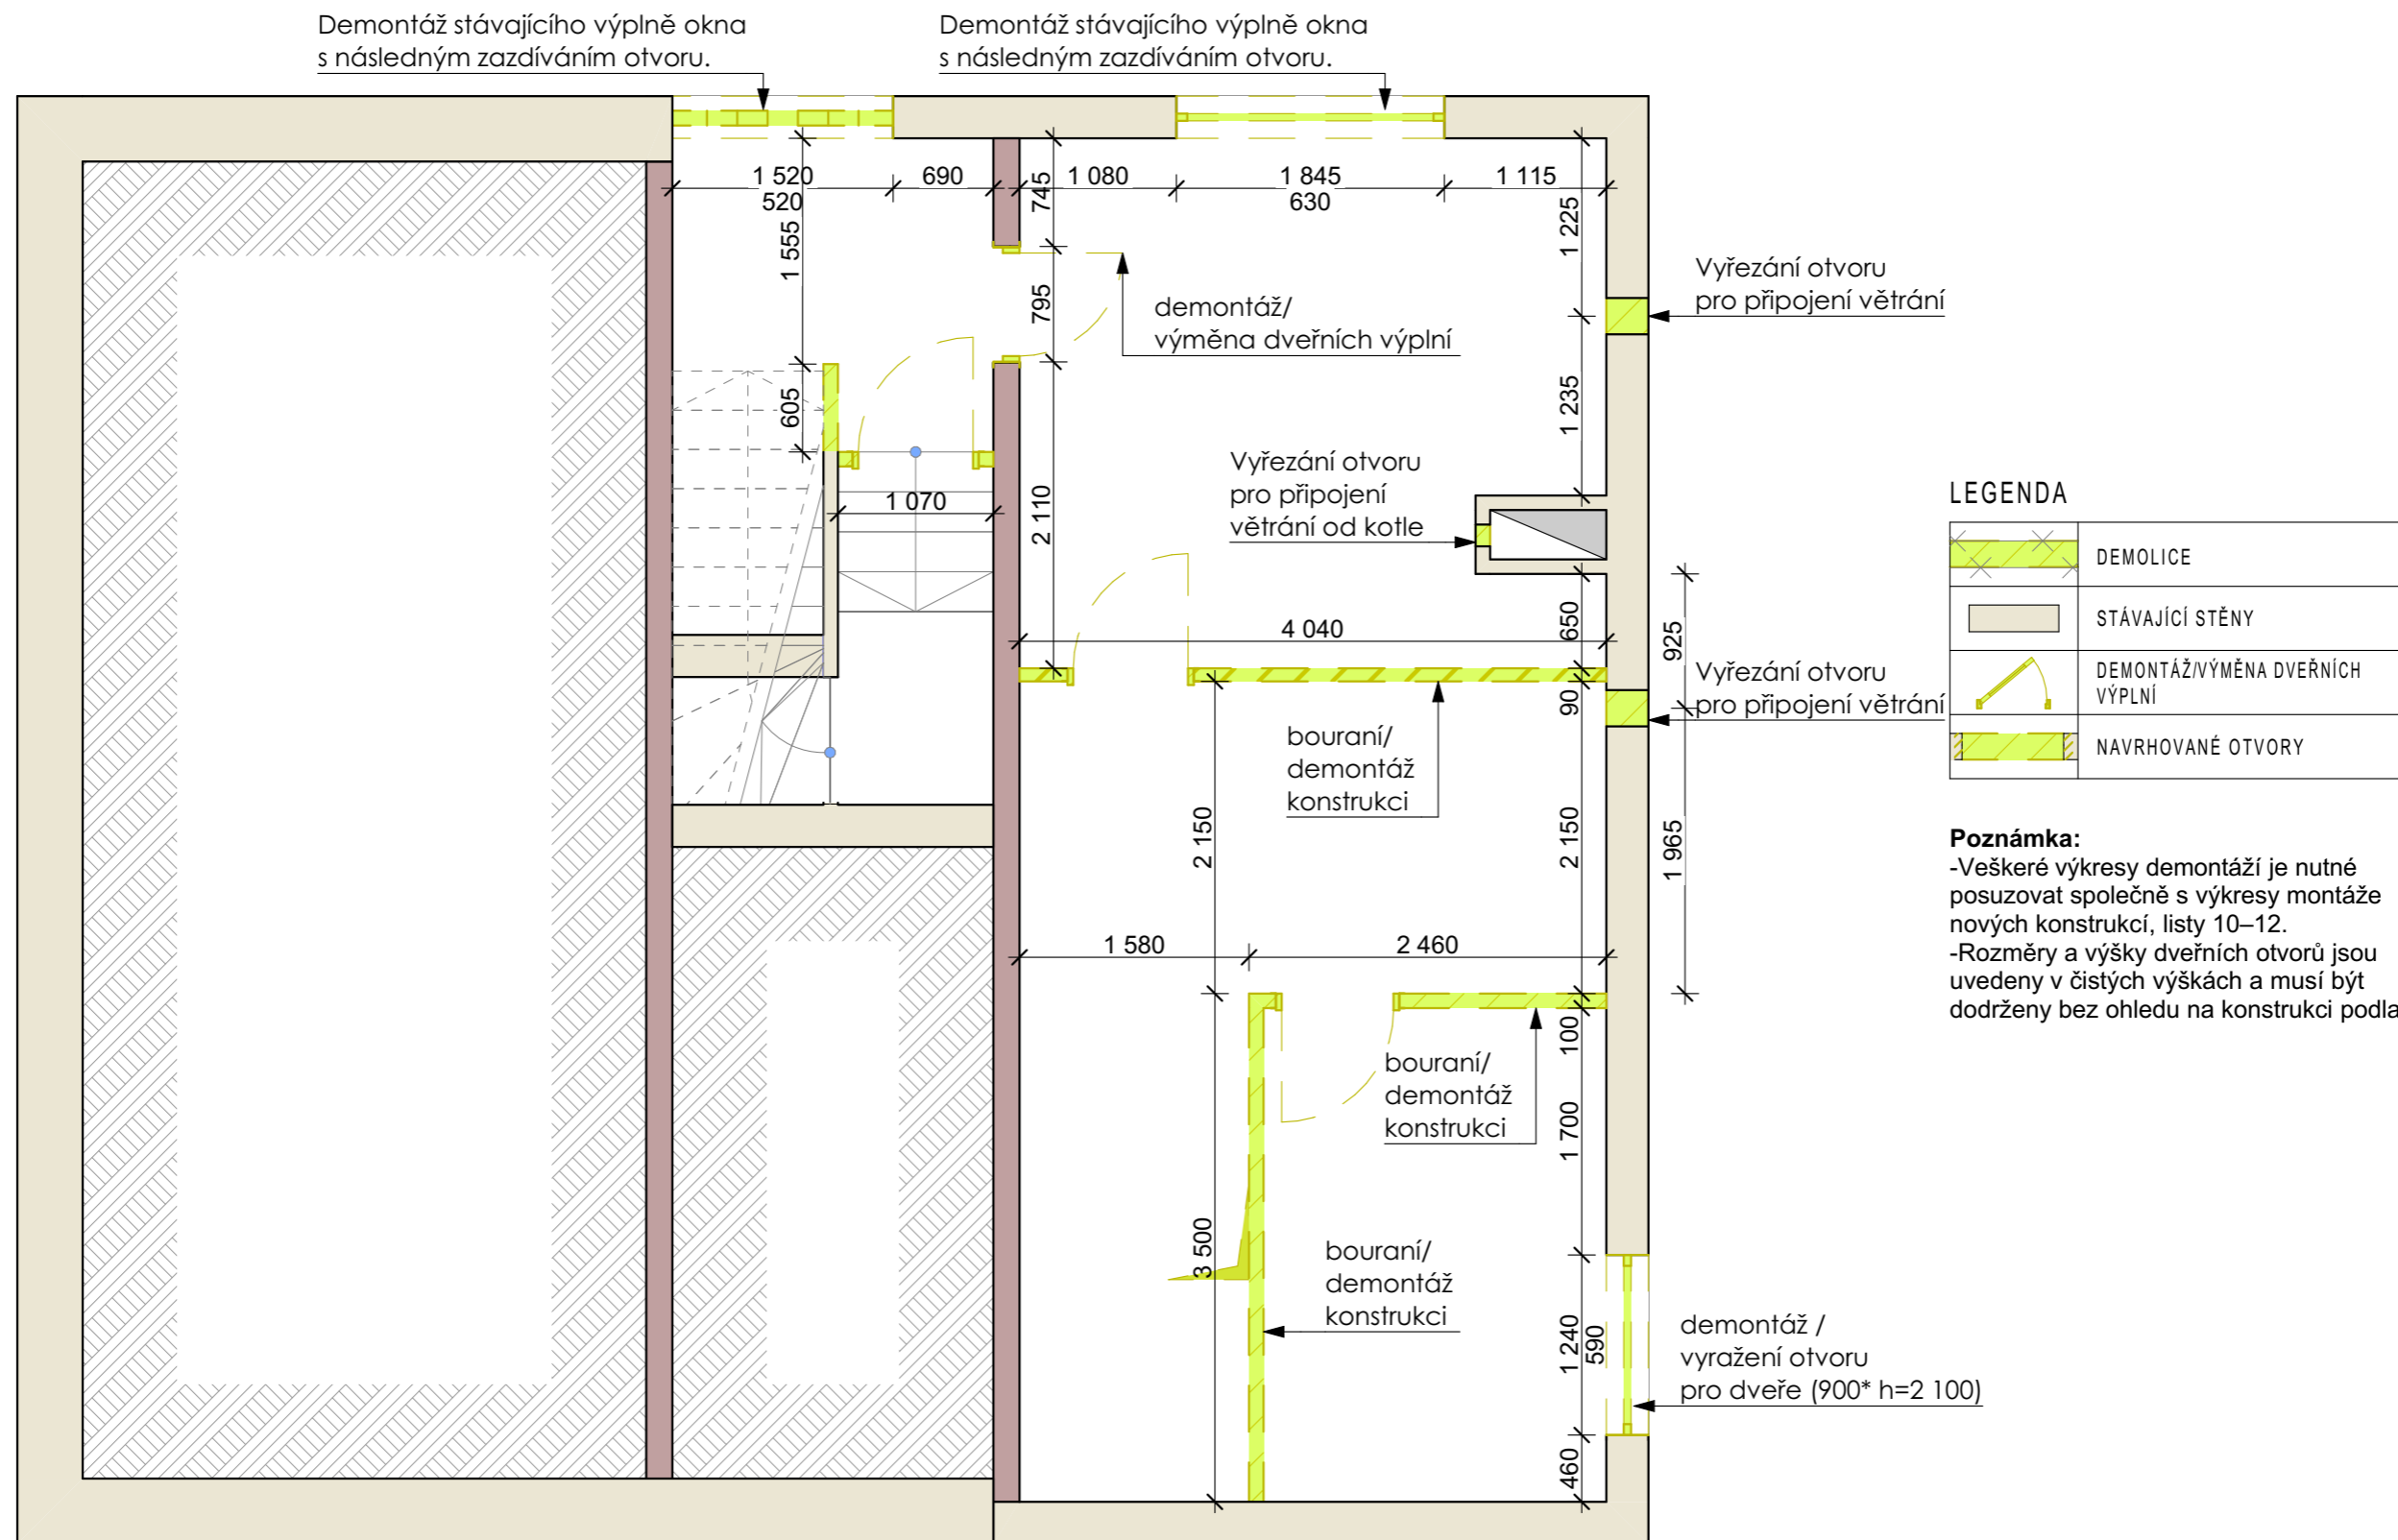 Demontáž stávajícího výplně okna
s následným zazdíváním otvoru.
Demontáž stávajícího výplně okna
s následným zazdíváním otvoru.
1 520
520
690
745
1 080
1 845
630
1 115
1 225
1 555
795
demontáž/
výměna dveřních výplní
Vyřezání otvoru
pro připojení větrání
605
1 235
2 110
1 070
Vyřezání otvoru
pro připojení
větrání od kotle
4 040
650
925
90
Vyřezání otvoru
pro připojení větrání
bouraní/
demontáž
konstrukci
2 150
2 150
1 965
1 580
2 460
100
bouraní/
demontáž
konstrukci
1 700
3 500
bouraní/
demontáž
konstrukci
1 240
590
demontáž /
vyražení otvoru
pro dveře (900* h=2 100)
460
LEGENDA
DEMOLICE
STÁVAJÍCÍ STĚNY
DEMONTÁŽ/VÝMĚNA DVEŘNÍCH
VÝPLNÍ
NAVRHOVANÉ OTVORY
Poznámka:
-Veškeré výkresy demontáží je nutné
posuzovat společně s výkresy montáže
nových konstrukcí, listy 10–12.
-Rozměry a výšky dveřních otvorů jsou
uvedeny v čistých výškách a musí být
dodrženy bez ohledu na konstrukci podla